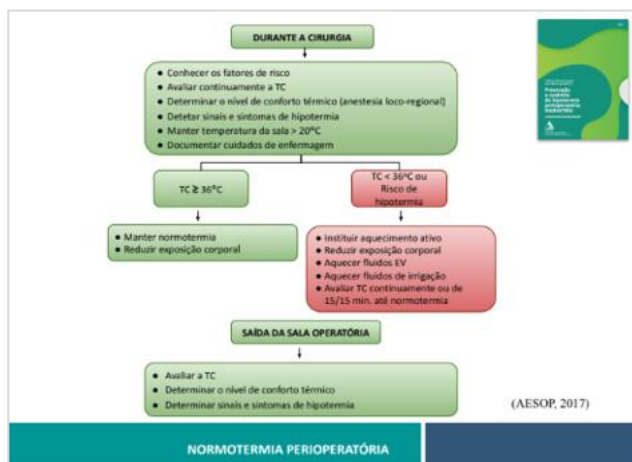 DURANTE A CIRURGIA
● Conhecer os fatores de risco
● Avaliar continuamente a TC
● Determinar o nível de conforto térmico (anestesia loco-regional)
● Detetar sinais e sintomas de hipotermia
● Manter temperatura da sala > 20ºC
● Documentar cuidados de enfermagem
TC ≥ 36ºC
TC < 36ºC ou
Risco de
hipotermia
● Manter normotermia
● Reduzir exposição corporal
● Instituir aquecimento ativo
● Reduzir exposição corporal
● Aquecer fluidos EV
● Aquecer fluidos de irrigação
● Avaliar TC continuamente ou de
15/15 min. até normotermia
SAÍDA DA SALA OPERATÓRIA
● Avaliar a TC
● Determinar o nível de conforto térmico
● Determinar sinais e sintomas de hipotermia
(AESOP, 2017)
NORMOTERMIA PERIOPERATÓRIA